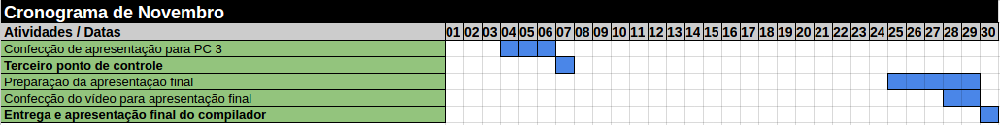 Cronograma de Novembro
Atividades / Datas 01 02 03 04 05 06 07 08 09 10 11 12 13 14 15 16 17 18 19 20 21 22 23 24 25 26 27 28 29 30
Confecção de apresentação para PC 3
Terceiro ponto de controle
Preparação da apresentação final
Confecção do vídeo para apresentação final
Entrega e apresentação final do compilador